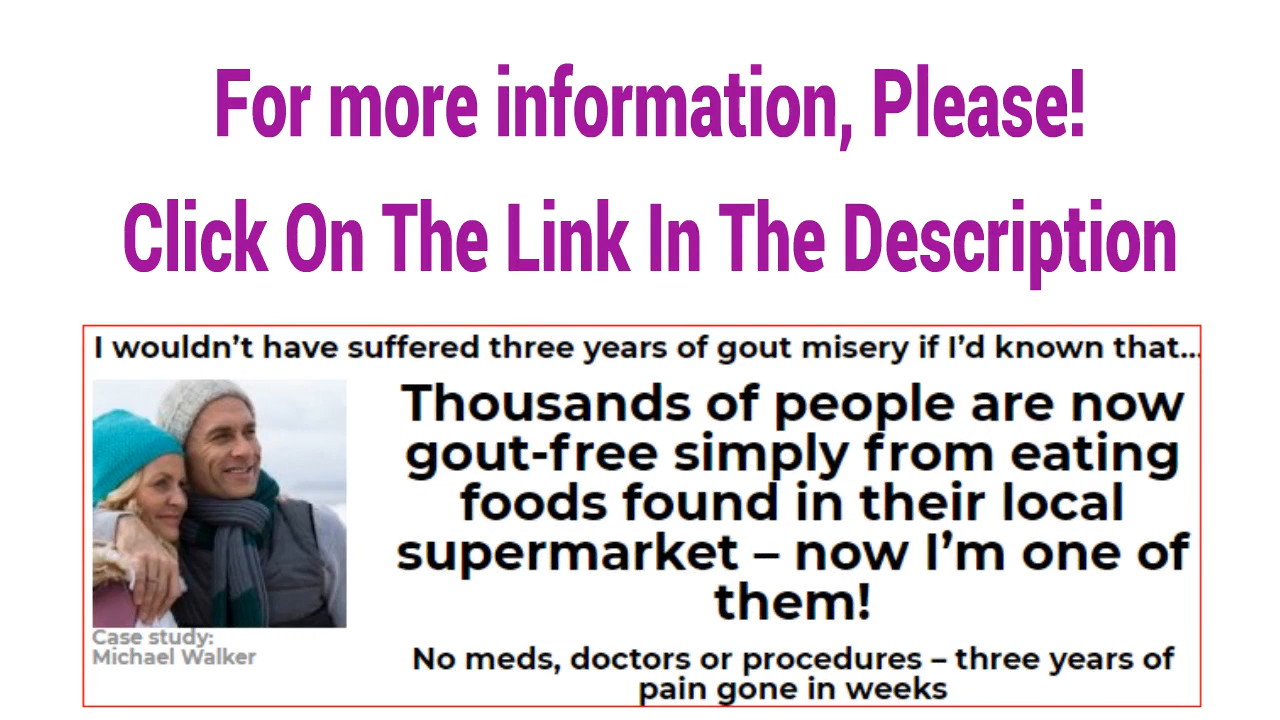 For more information, Please!
Click On The Link In The Description
I wouldn't have suffered three years of gout misery if I'd known that...
Thousands of people are now
gout-free simply from eating
foods found in their local
supermarket – now I'm one of
them!
Case study:
Michael Walker
No meds, doctors or procedures – three years of
pain gone in weeks